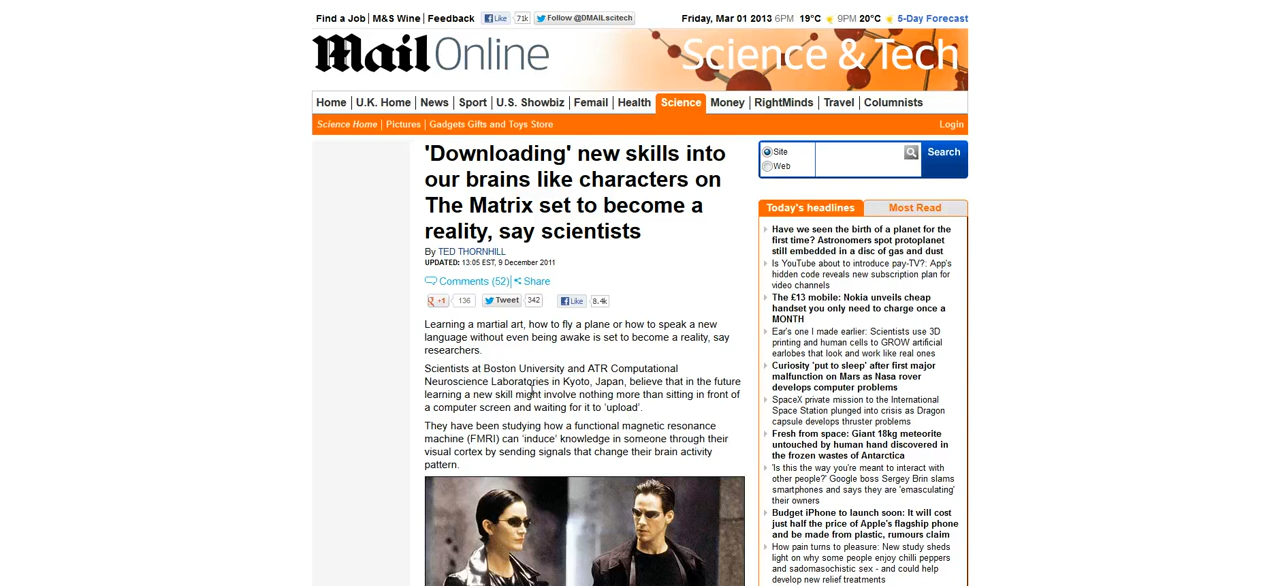 Find a Job | M&S Wine | Feedback Like 71k Follow @DMAILscitech Friday, Mar 01 2013 6PM 19°C 9PM 20°C 5-Day Forecast
Mail Online Science & Tech
Home | U.K. Home | News | Sport | U.S. Showbiz | Femail | Health | Science | Money | RightMinds | Travel | Columnists
Science Home | Pictures | Gadgets Gifts and Toys Store Login
'Downloading' new skills into
our brains like characters on
The Matrix set to become a
reality, say scientists
By TED THORNHILL
UPDATED: 13:05 EST, 9 December 2011
Comments (52) | Share
+1 136 Tweet 342 Like 8.4k
Learning a martial art, how to fly a plane or how to speak a new
language without even being awake is set to become a reality, say
researchers.
Scientists at Boston University and ATR Computational
Neuroscience Laboratories in Kyoto, Japan, believe that in the future
learning a new skill might involve nothing more than sitting in front of
a computer screen and waiting for it to ‘upload’.
They have been studying how a functional magnetic resonance
machine (FMRI) can ‘induce’ knowledge in someone through their
visual cortex by sending signals that change their brain activity
pattern.
Site
Web
Search
Today's headlines Most Read
Have we seen the birth of a planet for the
first time? Astronomers spot protoplanet
still embedded in a disc of gas and dust
Is YouTube about to introduce pay-TV?: App's
hidden code reveals new subscription plan for
video channels
The £13 mobile: Nokia unveils cheap
handset you only need to charge once a
MONTH
Ear's one I made earlier: Scientists use 3D
printing and human cells to GROW artificial
earlobes that look and work like real ones
Curiosity 'put to sleep' after first major
malfunction on Mars as Nasa rover
develops computer problems
SpaceX private mission to the International
Space Station plunged into crisis as Dragon
capsule develops thruster problems
Fresh from space: Giant 18kg meteorite
untouched by human hand discovered in
the frozen wastes of Antarctica
'Is this the way you're meant to interact with
other people?' Google boss Sergey Brin slams
smartphones and says they are 'emasculating'
their owners
Budget iPhone to launch soon: It will cost
just half the price of Apple's flagship phone
and be made from plastic, rumours claim
How pain turns to pleasure: New study sheds
light on why some people enjoy chilli peppers
and sadomasochistic sex - and could help
develop new relief treatments